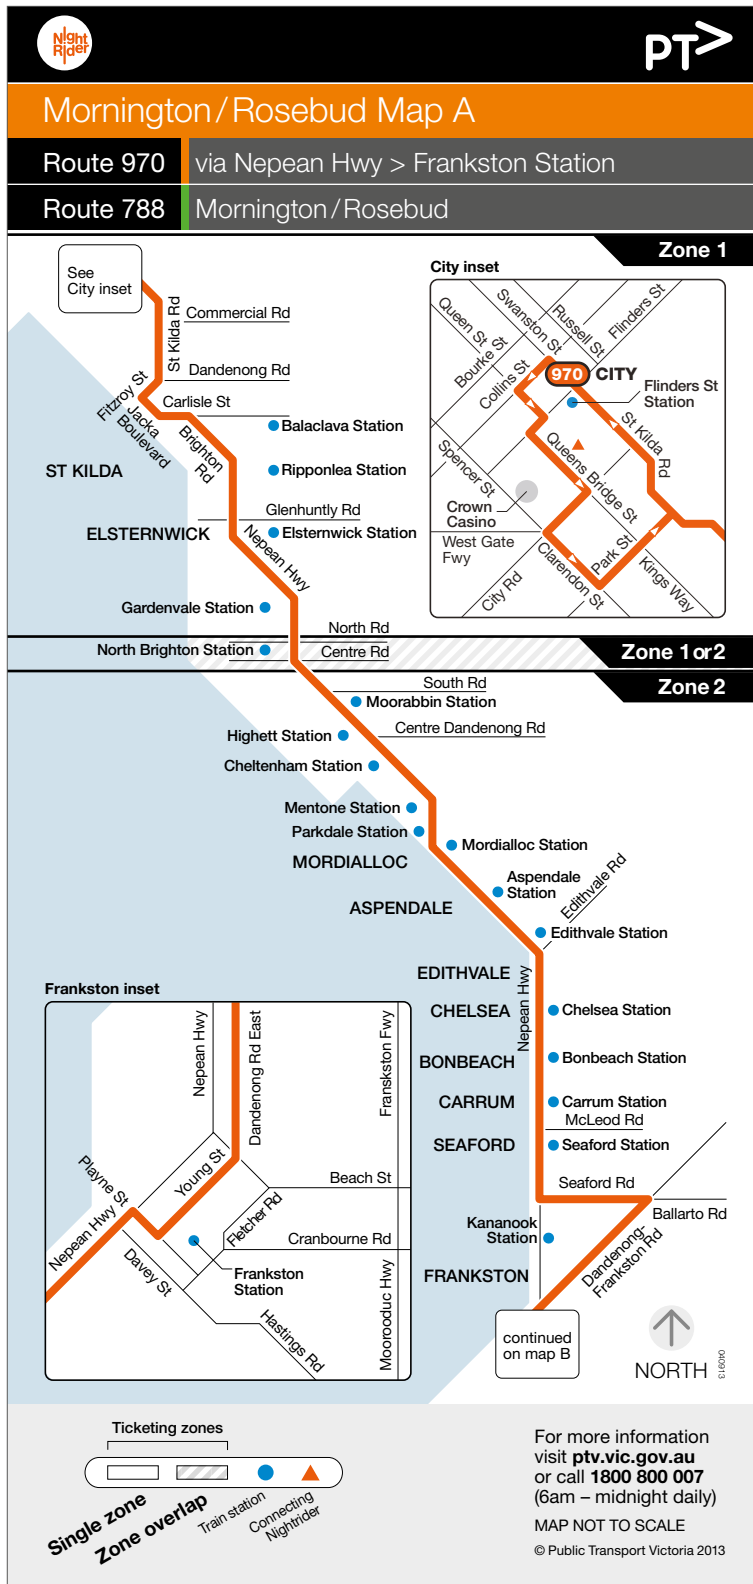 Night
Rider
PT>
Mornington/Rosebud Map A
Route 970
via Nepean Hwy > Frankston Station
Route 788
Mornington/Rosebud
Zone 1
See
City inset
St Kilda Rd
Commercial Rd
Dandenong Rd
Fitzroy St
Jacka
Boulevard
Carlisle St
Brighton
Rd
Balaclava Station
ST KILDA
Ripponlea Station
Glenhuntly Rd
ELSTERNWICK
Elsternwick Station
Nepean Hwy
Gardenvale Station
North Rd
North Brighton Station
Centre Rd
Zone 1 or 2
Zone 2
City inset
Queen St
Swanston St
Russell St
Flinders St
Bourke St
Collins St
970
CITY
Flinders St
Station
St Kilda
Rd
Spencer St
Queens Bridge St
Crown
Casino
West Gate
Fwy
City Rd
Clarendon St
Park St
Kings Way
South Rd
Moorabbin Station
Highett Station
Centre Dandenong Rd
Cheltenham Station
Mentone Station
Parkdale Station
Mordialloc Station
MORDIALLOC
Aspendale
Station
Edithvale Rd
ASPENDALE
Edithvale Station
EDITHVALE
Nepean Hwy
CHELSEA
Chelsea Station
BONBEACH
Bonbeach Station
CARRUM
Carrum Station
McLeod Rd
SEAFORD
Seaford Station
Seaford Rd
Ballarto Rd
Kananook
Station
Dandenong-
Frankston Rd
FRANKSTON
continued
on map B
NORTH
040913
Frankston inset
Nepean Hwy
Dandenong Rd East
Franskston Fwy
Playne St
Young St
Beach St
Nepean Hwy
Fletcher Rd
Cranbourne Rd
Davey St
Frankston
Station
Hastings Rd
Moorooduc Hwy
Ticketing zones
Single zone
Zone overlap
Train station
Connecting
Nightrider
For more information
visit ptv.vic.gov.au
or call 1800 800 007
(6am – midnight daily)
MAP NOT TO SCALE
© Public Transport Victoria 2013